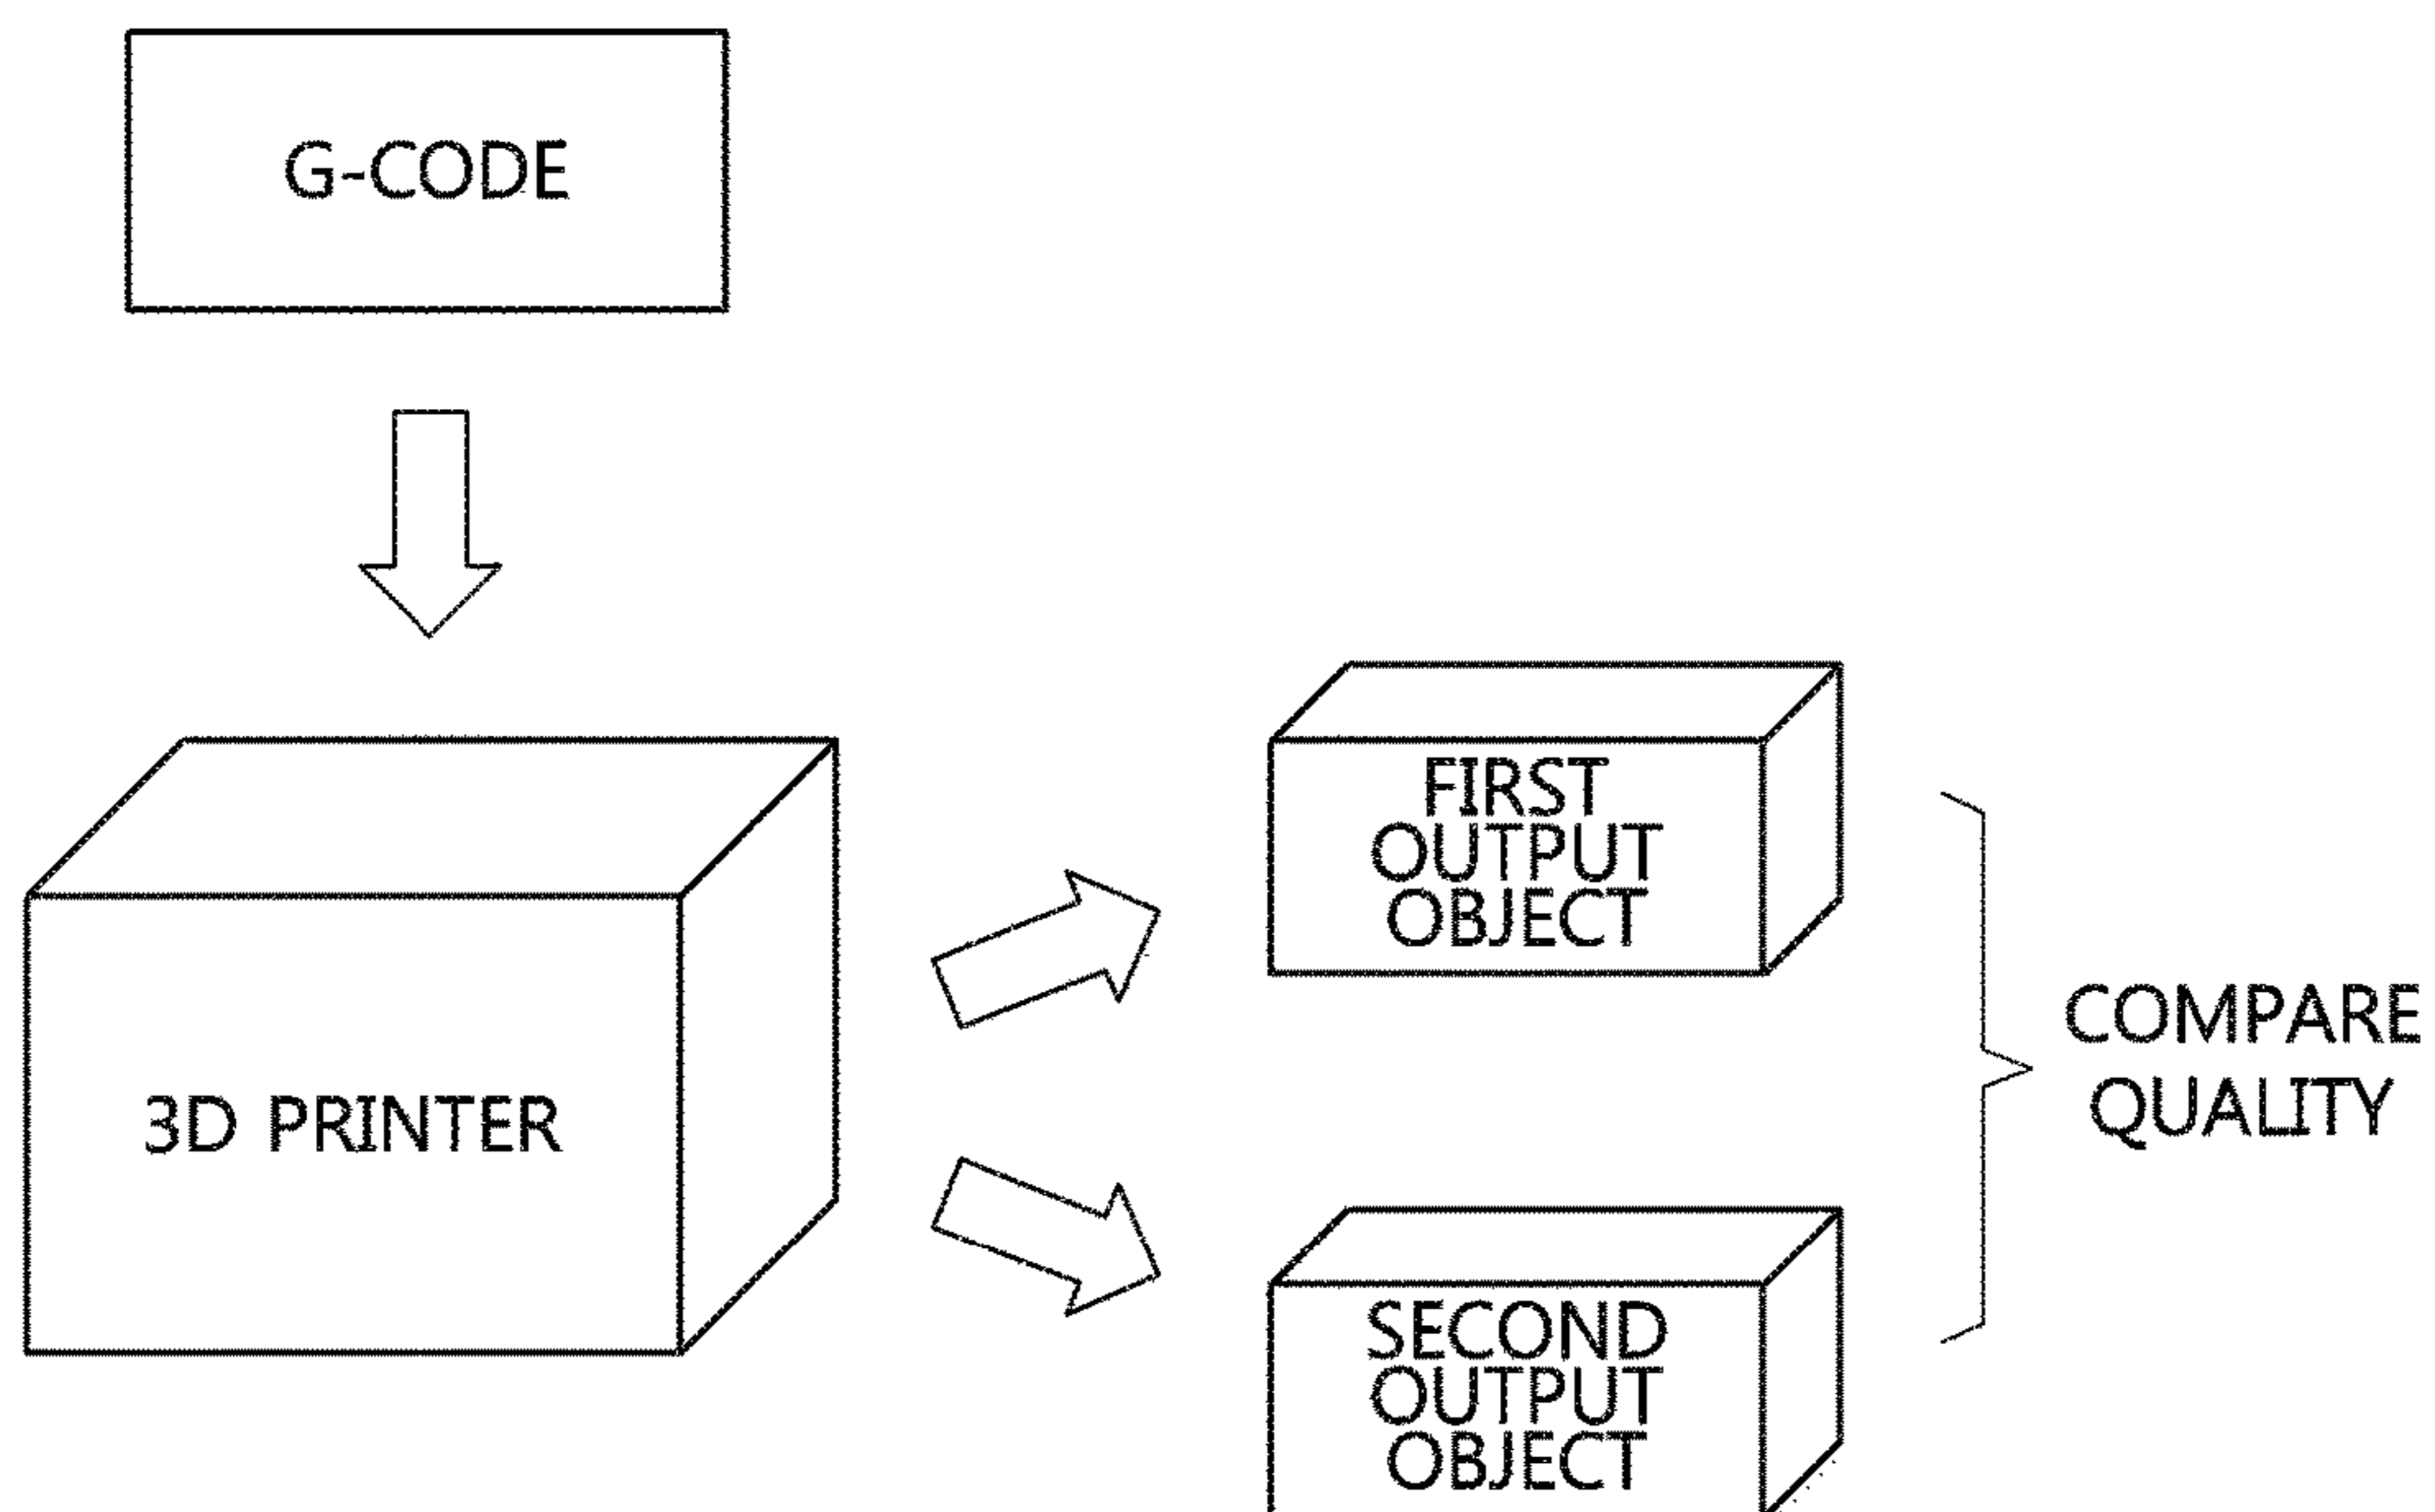 G-CODE
3D PRINTER
FIRST
OUTPUT
OBJECT
SECOND
OUTPUT
OBJECT
COMPARE
QUALITY